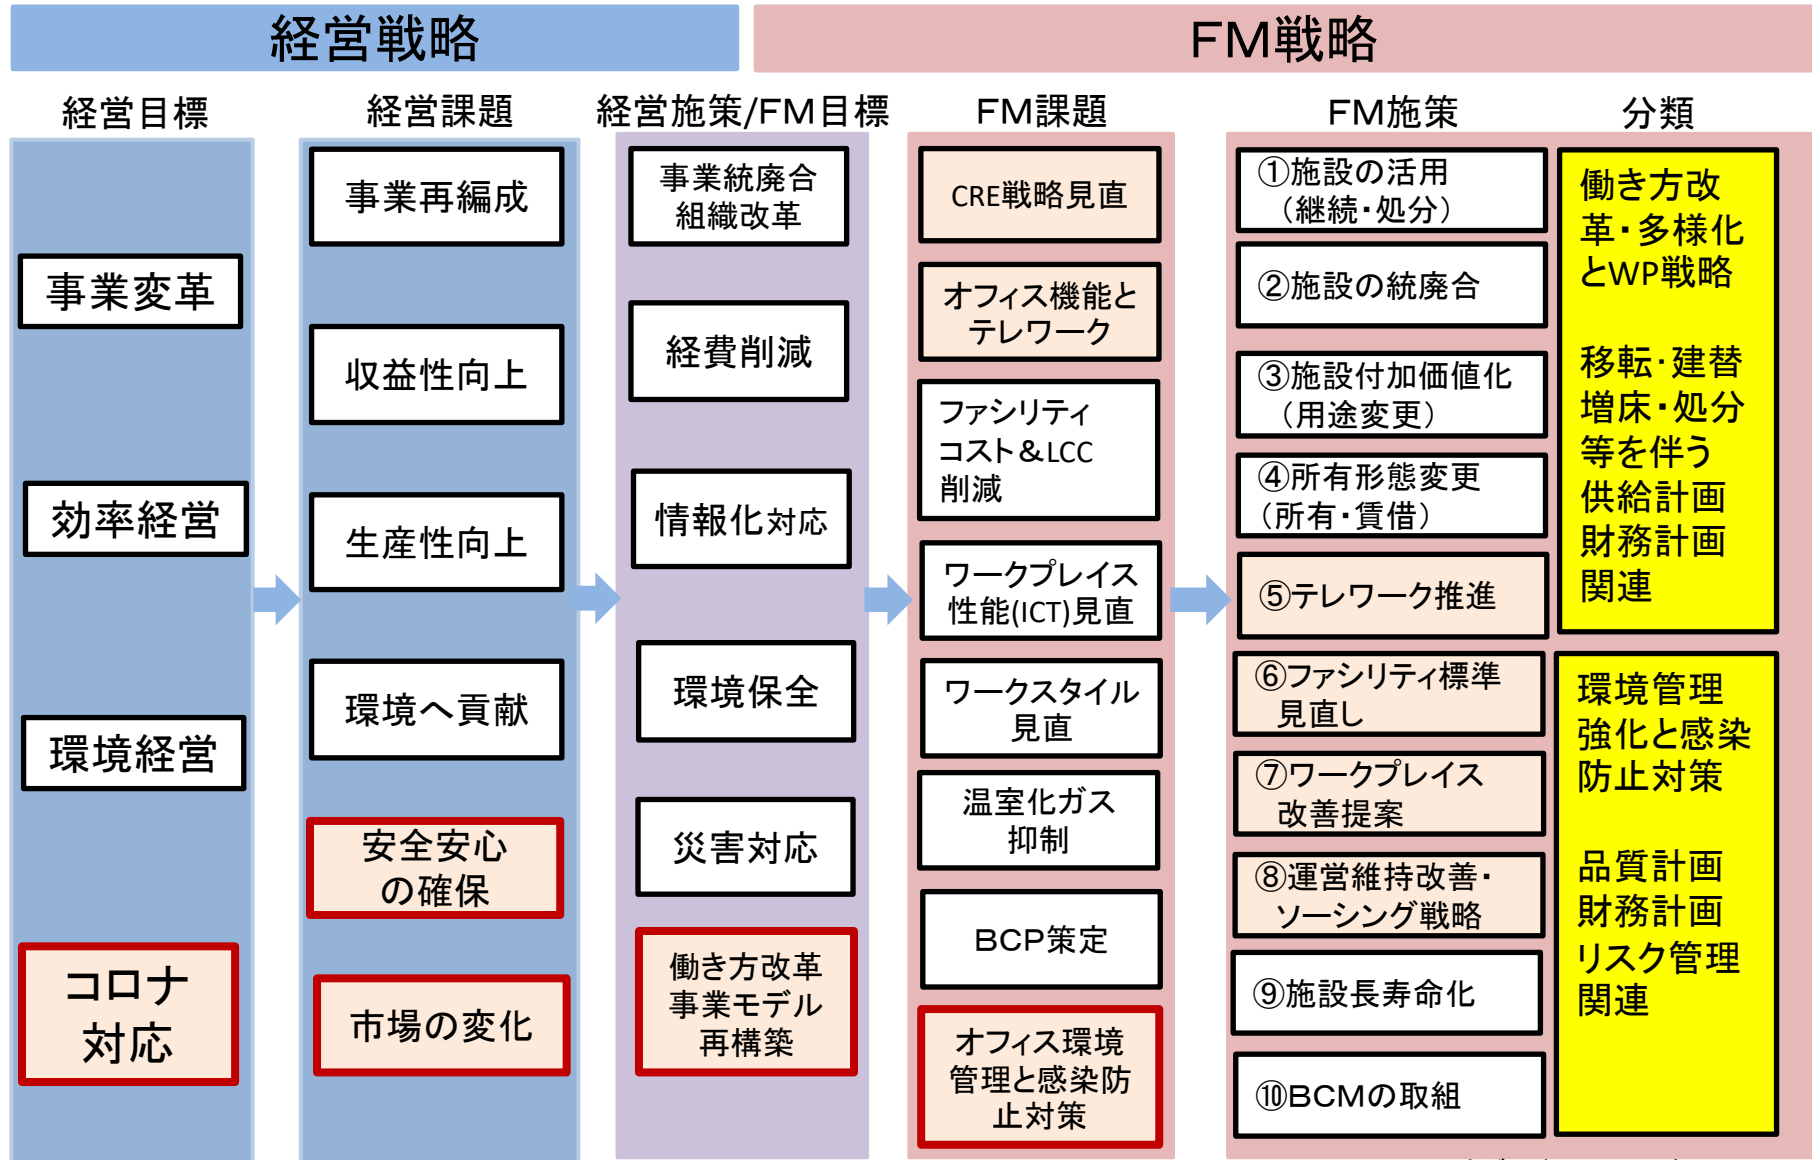 経営戦略
FM戦略
経営目標
経営課題
経営施策/FM目標
FM課題
FM施策
分類
事業変革
効率経営
環境経営
コロナ
対応
事業再編成
収益性向上
生産性向上
環境へ貢献
安全安心
の確保
市場の変化
事業統廃合
組織改革
経費削減
情報化対応
環境保全
災害対応
働き方改革
事業モデル
再構築
CRE戦略見直
オフィス機能と
テレワーク
ファシリティ
コスト＆LCC
削減
ワークプレイス
性能(ICT)見直
ワークスタイル
見直
温室化ガス
抑制
BCP策定
オフィス環境
管理と感染防
止対策
①施設の活用
（継続・処分）
②施設の統廃合
③施設付加価値化
（用途変更）
④所有形態変更
（所有・賃借）
⑤テレワーク推進
⑥ファシリティ標準
見直し
⑦ワークプレイス
改善提案
⑧運営維持改善・
ソーシング戦略
⑨施設長寿命化
⑩BCMの取組
働き方改
革・多様化
とWP戦略
移転・建替
増床・処分
等を伴う
供給計画
財務計画
関連
環境管理
強化と感染
防止対策
品質計画
財務計画
リスク管理
関連